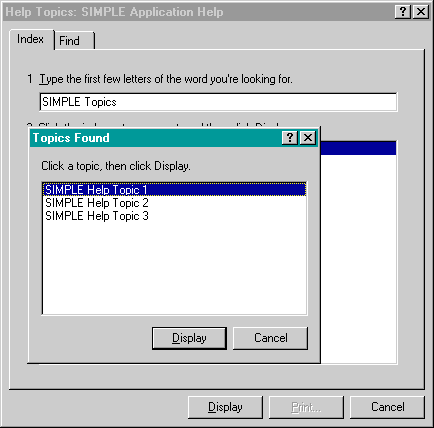 Help Topics: SIMPLE Application Help
Index Find
1 Type the first few letters of the word you're looking for.
SIMPLE Topics
Topics Found
Click a topic, then click Display.
SIMPLE Help Topic 1
SIMPLE Help Topic 2
SIMPLE Help Topic 3
Display Cancel
Display Print... Cancel